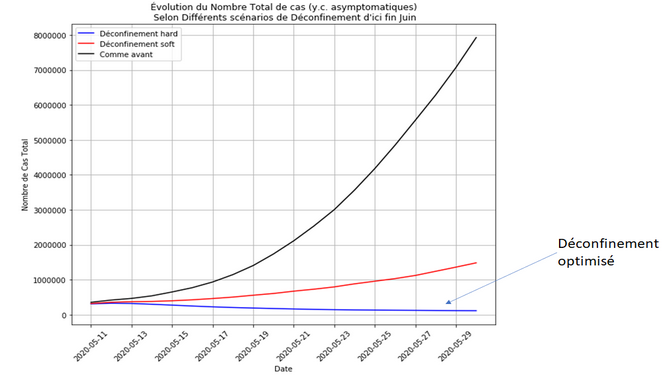 Évolution du Nombre Total de cas (y.c. asymptomatiques)
Selon Différents scénarios de Déconfinement d'ici fin Juin
Déconfinement hard
Déconfinement soft
Comme avant
Nombre de Cas Total
8000000
7000000
6000000
5000000
4000000
3000000
2000000
1000000
0
2020-05-11
2020-05-13
2020-05-15
2020-05-17
2020-05-19
2020-05-21
2020-05-23
2020-05-25
2020-05-27
2020-05-29
Date
Déconfinement
optimisé